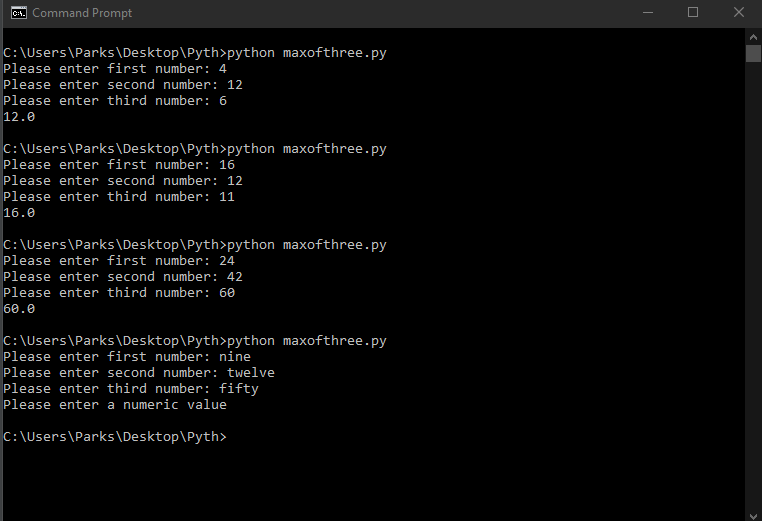 Command Prompt
C:\Users\Parks\Desktop\Pyth>python maxofthree.py
Please enter first number: 4
Please enter second number: 12
Please enter third number: 6
12.0
C:\Users\Parks\Desktop\Pyth>python maxofthree.py
Please enter first number: 16
Please enter second number: 12
Please enter third number: 11
16.0
C:\Users\Parks\Desktop\Pyth>python maxofthree.py
Please enter first number: 24
Please enter second number: 42
Please enter third number: 60
60.0
C:\Users\Parks\Desktop\Pyth>python maxofthree.py
Please enter first number: nine
Please enter second number: twelve
Please enter third number: fifty
Please enter a numeric value
C:\Users\Parks\Desktop\Pyth>